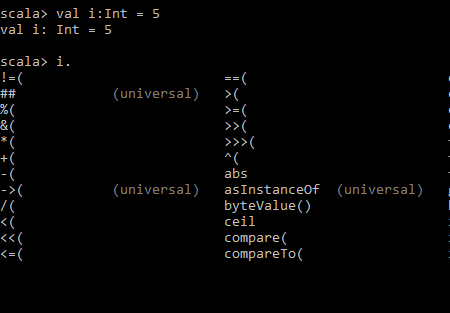 scala> val i:Int = 5
val i: Int = 5
scala> i.
!=( ==(
## (universal) >(
%( >=(
&( >>(
*( >>>(
+( ^(
-( abs
->( (universal) asInstanceOf (universal)
/( byteValue()
<( ceil
<<( compare(
<=( compareTo(